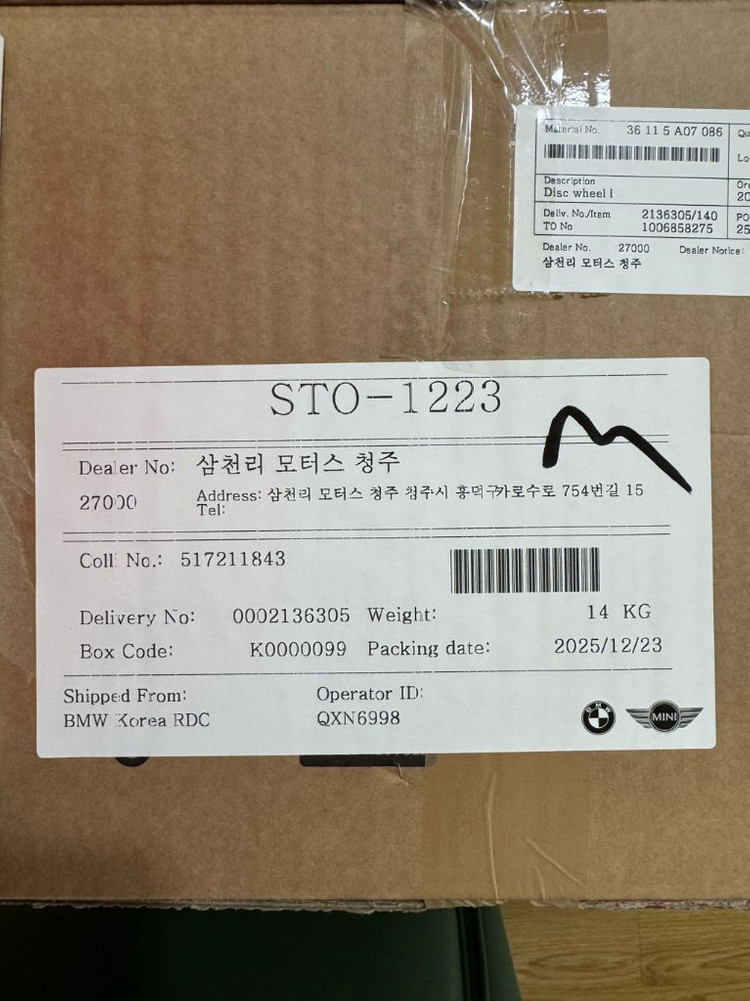 Material No. 36 11 5 A07 086
Description
Disc wheel l
Deliv. No./Item 2136305/140
TO No 1006858275
Dealer No. 27000 Dealer Notice:
삼천리 모터스 청주
STO-1223
Dealer No: 삼천리 모터스 청주
27000 Address: 삼천리 모터스 청주 청주시 흥덕구가로수로 754번길 15
Tel:
Coll No.: 517211843
Delivery No: 0002136305 Weight: 14 KG
Box Code: K0000099 Packing date: 2025/12/23
Shipped From: Operator ID:
BMW Korea RDC QXN6998
BMW
MINI